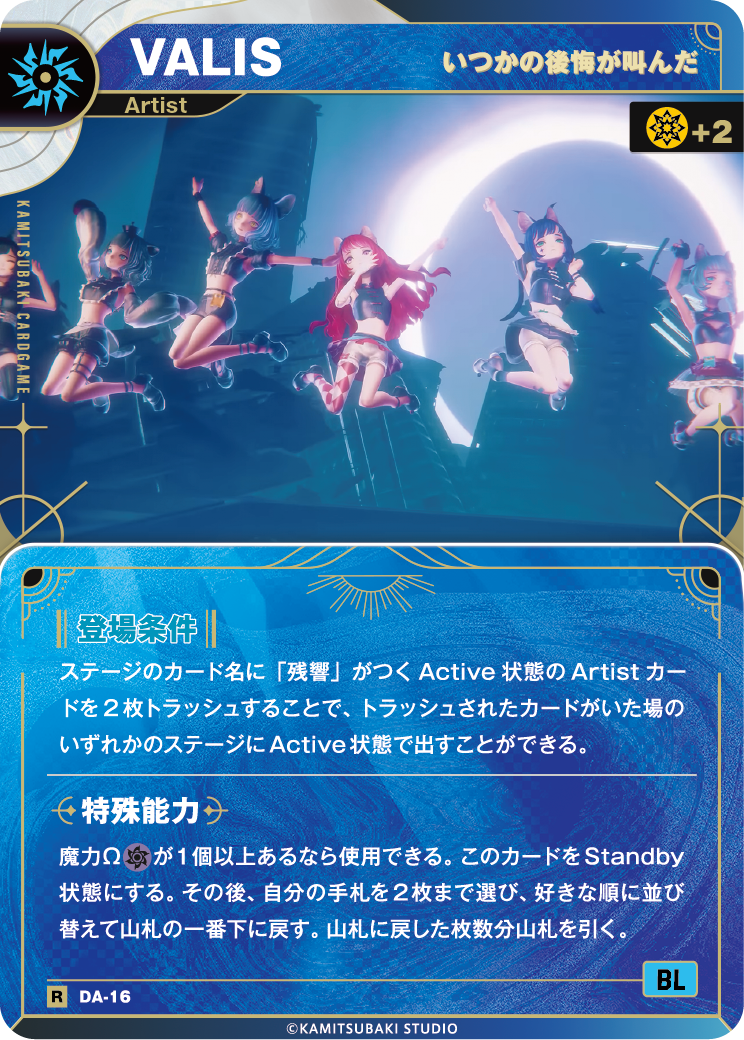 VALIS
いつかの後悔が叫んだ
Artist
+2
KAMITSUBAKI CARDGAME
登場条件
ステージのカード名に「残響」がつくActive状態のArtistカー
ドを2枚トラッシュすることで、トラッシュされたカードがいた場の
いずれかのステージにActive状態で出すことができる。
特殊能力
魔力Ωが1個以上あるなら使用できる。このカードをStandby
状態にする。その後、自分の手札を2枚まで選び、好きな順に並び
替えて山札の一番下に戻す。山札に戻した枚数分山札を引く。
BL
R DA-16
©KAMITSUBAKI STUDIO